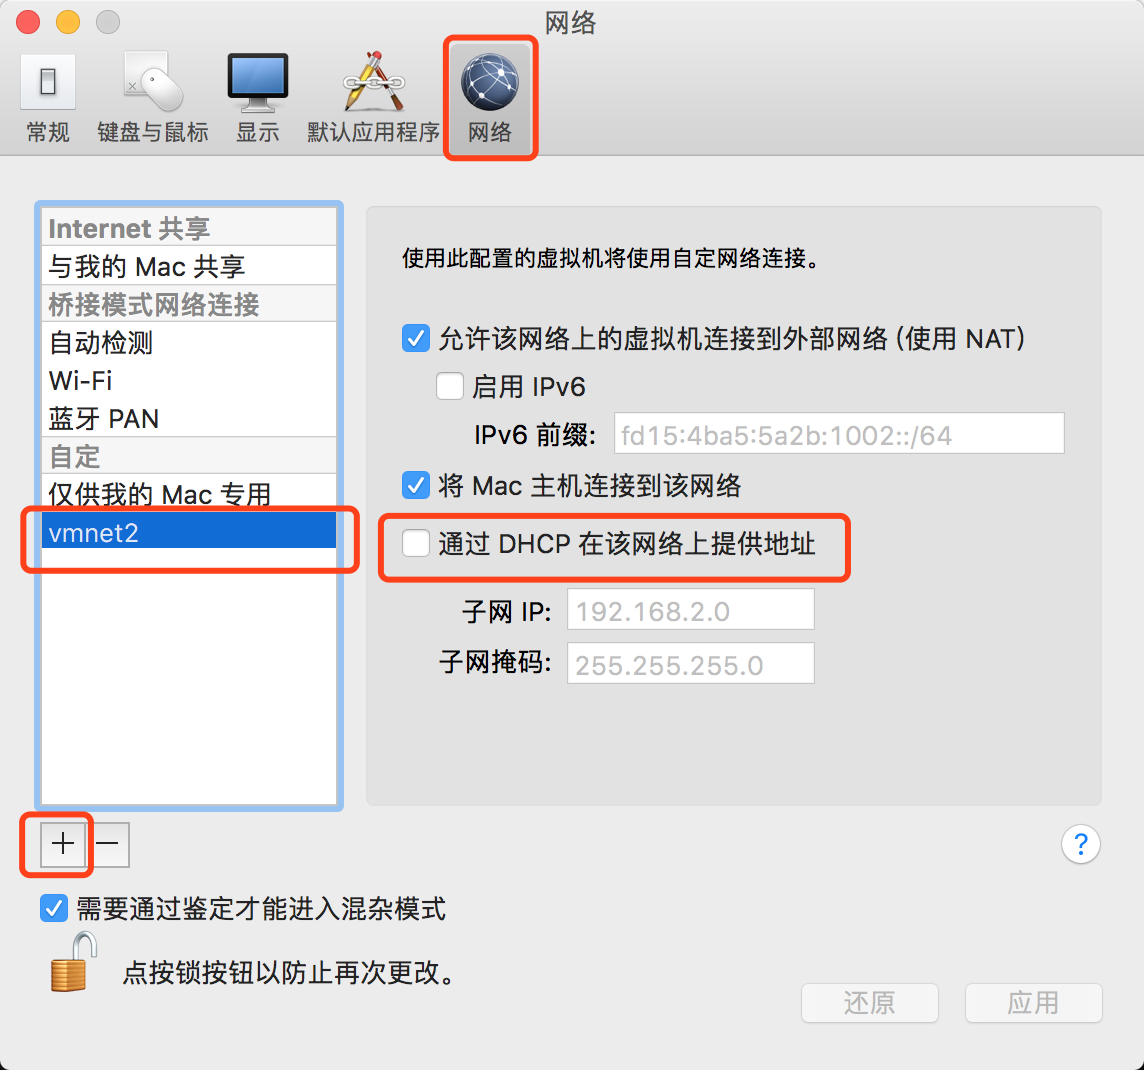 网络
常规 键盘与鼠标 显示 默认应用程序 网络
Internet 共享
与我的 Mac 共享
桥接模式网络连接
自动检测
Wi-Fi
蓝牙 PAN
自定
仅供我的 Mac 专用
vmnet2
使用此配置的虚拟机将使用自定网络连接。
允许该网络上的虚拟机连接到外部网络 (使用 NAT)
启用 IPv6
IPv6 前缀: fd15:4ba5:5a2b:1002::/64
将 Mac 主机连接到该网络
通过 DHCP 在该网络上提供地址
子网 IP: 192.168.2.0
子网掩码: 255.255.255.0
+ − ?
需要通过鉴定才能进入混杂模式
点按锁按钮以防止再次更改。
还原 应用